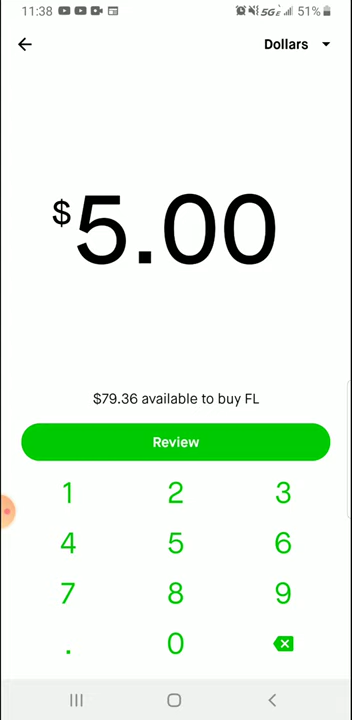 11:38 5GE 51%
Dollars
$5.00
$79.36 available to buy FL
Review
1 2 3
4 5 6
7 8 9
. 0